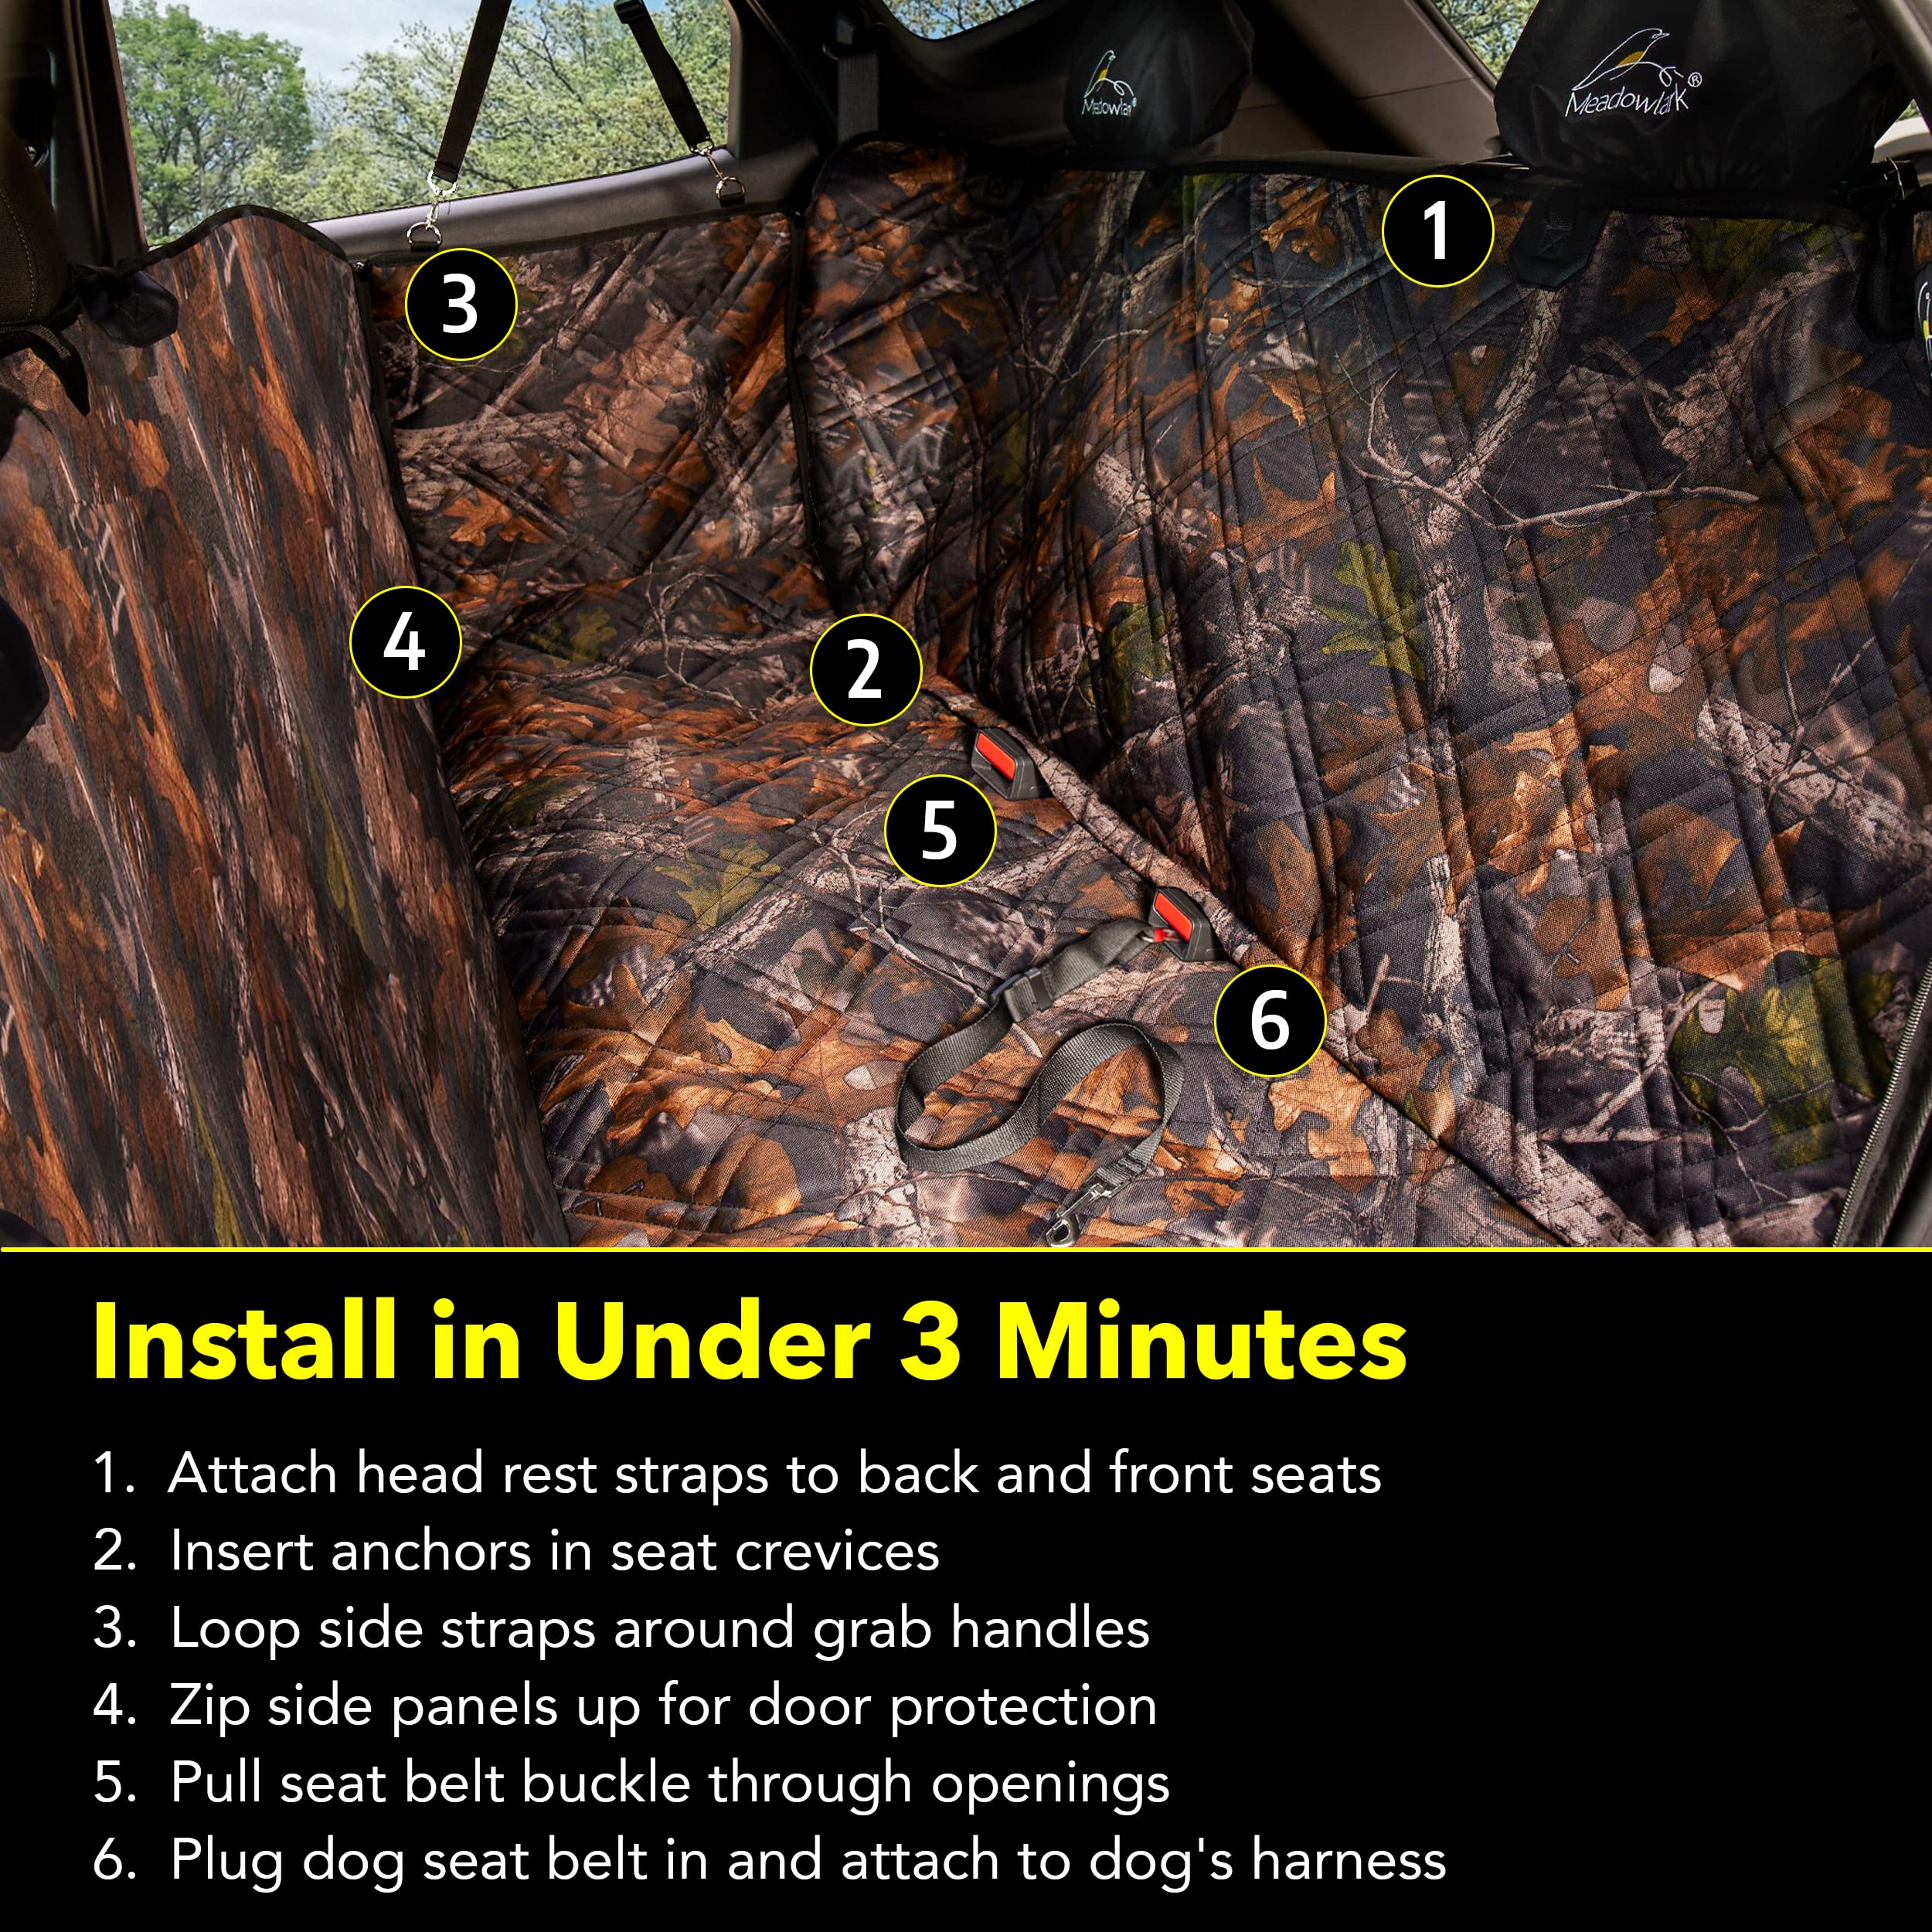 Meadowlark®
Meadowlark®
1
3
4
2
5
6
Install in Under 3 Minutes
1. Attach head rest straps to back and front seats
2. Insert anchors in seat crevices
3. Loop side straps around grab handles
4. Zip side panels up for door protection
5. Pull seat belt buckle through openings
6. Plug dog seat belt in and attach to dog's harness